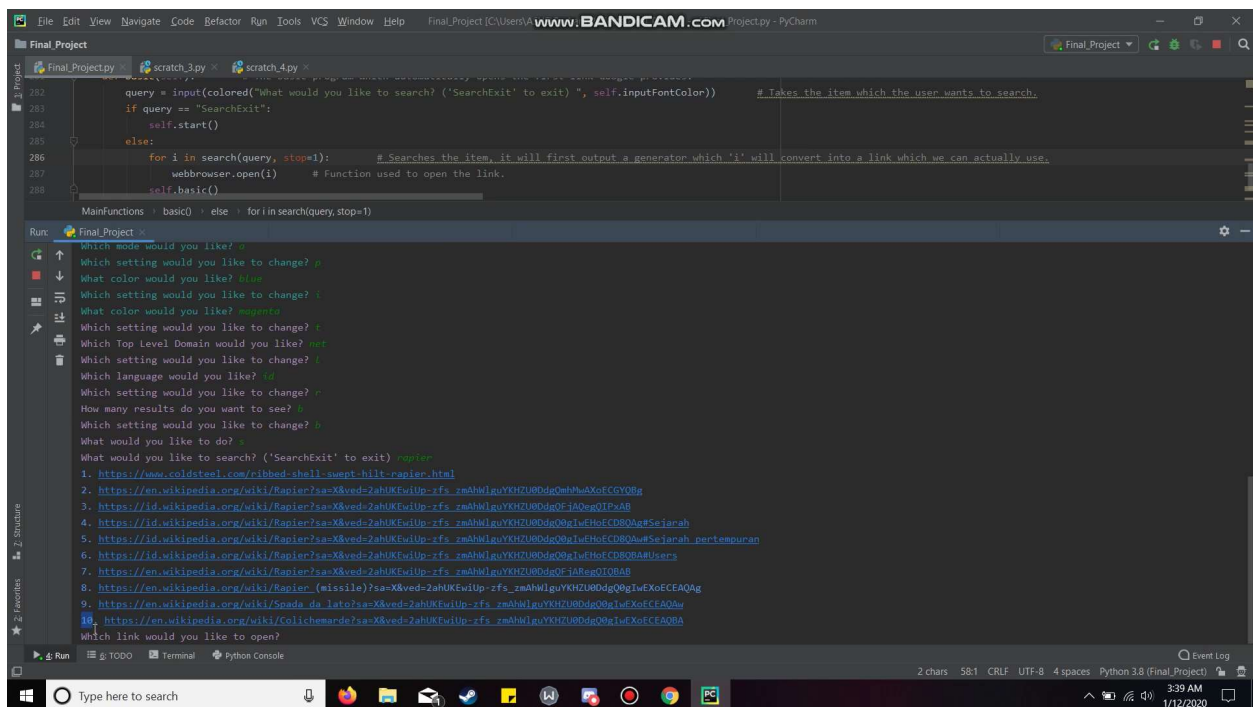 File Edit View Navigate Code Refactor Run Tools VCS Window Help Final_Project [C:\Users\A www.BANDICAM.com Project.py - PyCharm
Final_Project Final_Project
Final_Project.py scratch_3.py scratch_4.py
1: Project
282 query = input(colored("What would you like to search? ('SearchExit' to exit) ", self.inputFontColor)) # Takes the item which the user wants to search.
283 if query == "SearchExit":
284 self.start()
285 else:
286 for i in search(query, stop=1): # Searches the item, it will first output a generator which 'i' will convert into a link which we can actually use.
287 webbrowser.open(i) # Function used to open the link.
288 self.basic()
MainFunctions basic() else for i in search(query, stop=1)
Run: Final_Project
Which mode would you like?
Which setting would you like to change? p
What color would you like? blue
Which setting would you like to change? i
What color would you like? magenta
Which setting would you like to change? t
Which Top Level Domain would you like? net
Which setting would you like to change? l
Which language would you like? id
Which setting would you like to change? r
How many results do you want to see? b
Which setting would you like to change? b
What would you like to do? s
What would you like to search? ('SearchExit' to exit) rapier
1. https://www.coldsteel.com/ribbed-shell-swept-hilt-rapier.html
2. https://en.wikipedia.org/wiki/Rapier?sa=X&ved=2ahUKEwiUp-zfs_zmAhWlguYKHZU0DdgQmhMwAXoECGYQBg
3. https://id.wikipedia.org/wiki/Rapier?sa=X&ved=2ahUKEwiUp-zfs_zmAhWlguYKHZU0DdgQFjAQegQIPxAB
4. https://id.wikipedia.org/wiki/Rapier?sa=X&ved=2ahUKEwiUp-zfs_zmAhWlguYKHZU0DdgQ0gIwEHoECD8QAg#Sejarah
5. https://id.wikipedia.org/wiki/Rapier?sa=X&ved=2ahUKEwiUp-zfs_zmAhWlguYKHZU0DdgQ0gIwEHoECD8QAw#Sejarah_pertempuran
6. https://id.wikipedia.org/wiki/Rapier?sa=X&ved=2ahUKEwiUp-zfs_zmAhWlguYKHZU0DdgQ0gIwEHoECD8QBA#Users
7. https://en.wikipedia.org/wiki/Rapier?sa=X&ved=2ahUKEwiUp-zfs_zmAhWlguYKHZU0DdgQFjARegQIQBAB
8. https://en.wikipedia.org/wiki/Rapier_(missile)?sa=X&ved=2ahUKEwiUp-zfs_zmAhWlguYKHZU0DdgQ0gIwEXoECEAQAg
9. https://en.wikipedia.org/wiki/Spada_da_lato?sa=X&ved=2ahUKEwiUp-zfs_zmAhWlguYKHZU0DdgQ0gIwEXoECEAQAw
10. https://en.wikipedia.org/wiki/Colichemarde?sa=X&ved=2ahUKEwiUp-zfs_zmAhWlguYKHZU0DdgQ0gIwEXoECEAQBA
Which link would you like to open?
7: Structure
2: Favorites
4: Run 6: TODO Terminal Python Console Event Log
2 chars 58:1 CRLF UTF-8 4 spaces Python 3.8 (Final_Project)
Type here to search
3:39 AM
1/12/2020